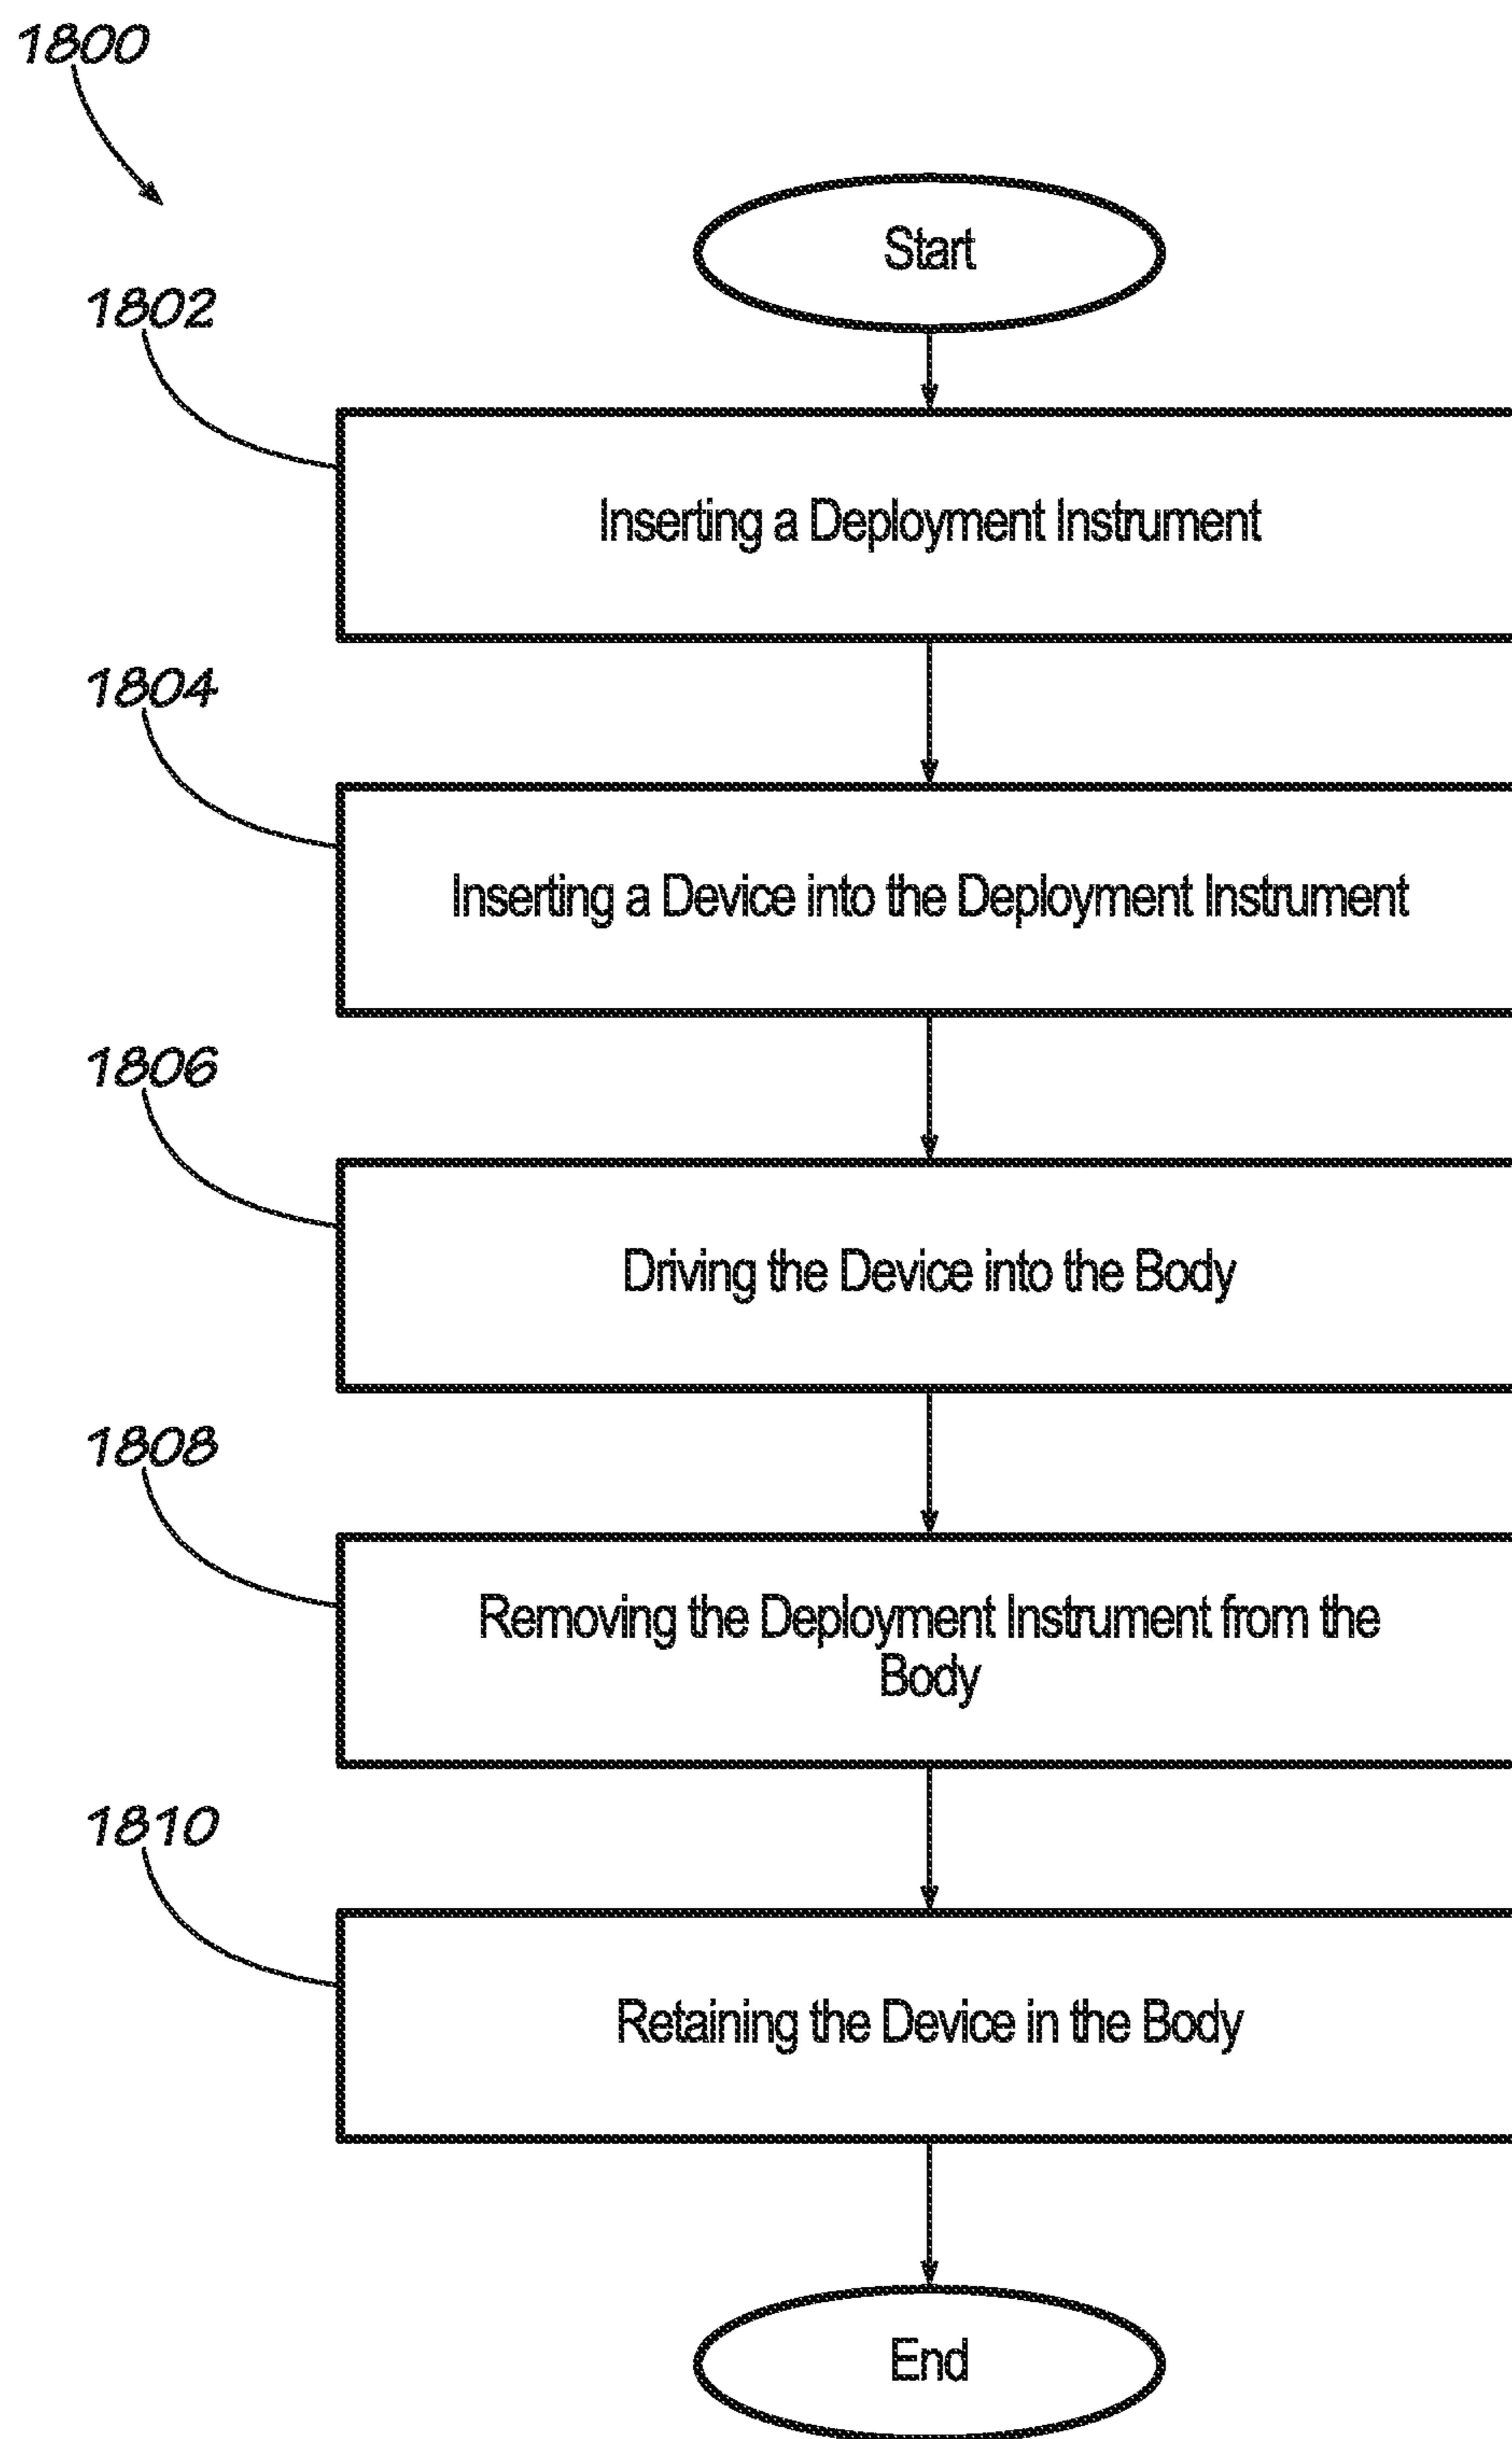 1800
Start
1802
Inserting a Deployment Instrument
1804
Inserting a Device into the Deployment Instrument
1806
Driving the Device into the Body
1808
Removing the Deployment Instrument from the
Body
1810
Retaining the Device in the Body
End